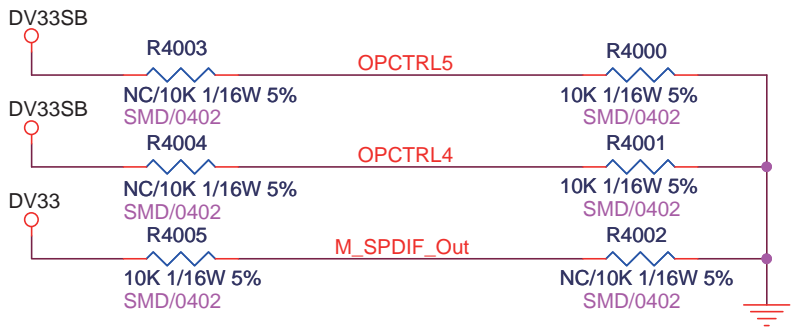 DV33SB
R4003
OPCTRL5
R4000
NC/10K 1/16W 5%
10K 1/16W 5%
SMD/0402
SMD/0402
DV33SB
R4004
OPCTRL4
R4001
NC/10K 1/16W 5%
10K 1/16W 5%
SMD/0402
SMD/0402
DV33
R4005
M_SPDIF_Out
R4002
10K 1/16W 5%
NC/10K 1/16W 5%
SMD/0402
SMD/0402